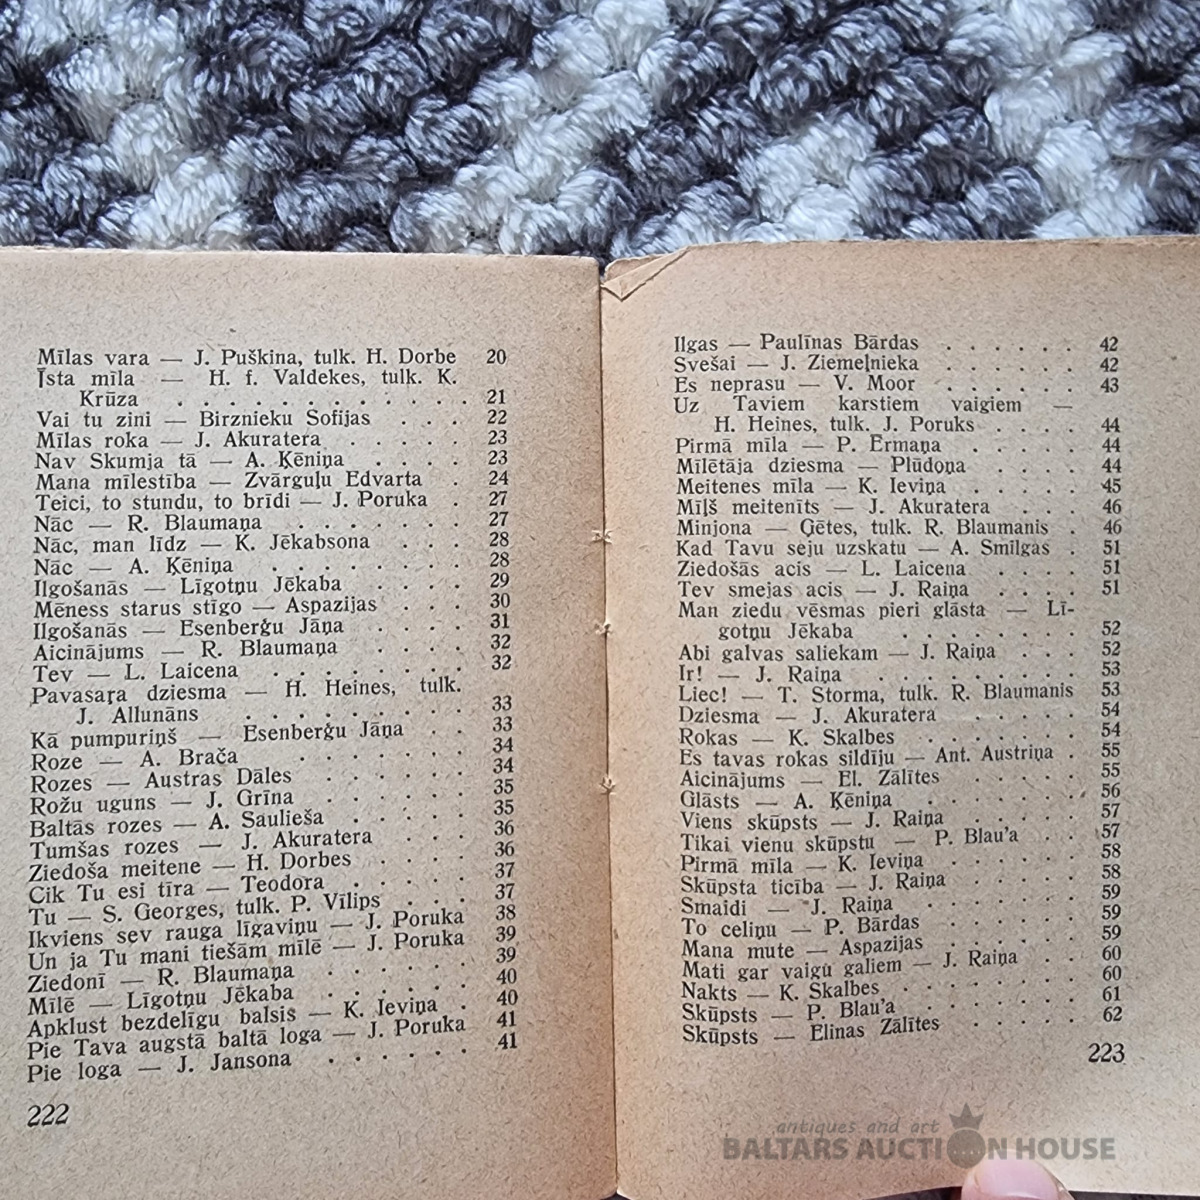 Mīlas vara — J. Puškina, tulk. H. Dorbe 20
Īsta mīla — H. f. Valdekes, tulk. K.
Krūza . . . . . . . . . . . 21
Vai tu zini — Birznieku Sofijas . . . 22
Mīlas roka — J. Akuratera . . . . . 23
Nav Skumja tā — A. Ķēniņa . . . . 23
Mana mīlestība — Zvārguļu Edvarta . 24
Teici, to stundu, to brīdi — J. Poruka . 27
Nāc — R. Blaumaņa . . . . . . 27
Nāc, man līdz — K. Jēkabsona . . . 28
Nāc — A. Ķēniņa . . . . . . . 28
Ilgošanās — Līgotņu Jēkaba . . . . 29
Mēness starus stīgo — Aspazijas . . . 30
Ilgošanās — Esenberģu Jāņa . . . . 31
Aicinājums — R. Blaumaņa . . . . 32
Tev — L. Laicena . . . . . . . 32
Pavasaŗa dziesma — H. Heines, tulk.
J. Allunāns . . . . . . . . . 33
Kā pumpuriņš — Esenberģu Jāņa . . 33
Roze — A. Brača . . . . . . 34
Rozes — Austras Dāles . . . . . 34
Rožu uguns — J. Grīna . . . . . 35
Baltās rozes — A. Saulieša . . . . . 35
Tumšas rozes — J. Akuratera . . . 36
Ziedoša meitene — H. Dorbes . . . . 36
Cik Tu esi tīra — Teodora . . . . . 37
Tu — S. Georges, tulk. P. Vīlips . . . 37
Ikviens sev rauga līgaviņu — J. Poruka 38
Un ja Tu mani tiešām mīlē — J. Poruka 39
Ziedonī — R. Blaumaņa . . . . . . 39
Mīlē — Līgotņu Jēkaba . . . . . . 40
Apklust bezdelīgu balsis — K. Ieviņa . 40
Pie Tava augstā baltā loga — J. Poruka 41
Pie loga — J. Jansona . . . . . . 41
222
Ilgas — Paulīnas Bārdas . . . . . . 42
Svešai — J. Ziemeļnieka . . . . . . 42
Es neprasu — V. Moor . . . . . . 43
Uz Taviem karstiem vaigiem —
H. Heines, tulk. J. Poruks . . . . 44
Pirmā mīla — P. Ermaņa . . . . . 44
Mīlētāja dziesma — Plūdoņa . . . . 44
Meitenes mīla — K. Ieviņa . . . . . 45
Mīļš meitenīts — J. Akuratera . . . . 46
Minjona — Ģētes, tulk. R. Blaumanis . 46
Kad Tavu seju uzskatu — A. Smilgas . 51
Ziedošās acis — L. Laicena . . . . 51
Tev smejas acis — J. Raiņa . . . . 51
Man ziedu vēsmas pieri glāsta — Lī-
gotņu Jēkaba . . . . . . . . 52
Abi galvas saliekam — J. Raiņa . . . 52
Ir! — J. Raiņa . . . . . . . . . 53
Liec! — T. Storma, tulk. R. Blaumanis 53
Dziesma — J. Akuratera . . . . . 54
Rokas — K. Skalbes . . . . . . . 54
Es tavas rokas sildīju — Ant. Austriņa . 55
Aicinājums — El. Zālītes . . . . . 55
Glāsts — A. Ķēniņa . . . . . . 56
Viens skūpsts — J. Raiņa . . . . . 57
Tikai vienu skūpstu — P. Blau'a . . 57
Pirmā mīla — K. Ieviņa . . . . . 58
Skūpsta ticība — J. Raiņa . . . . . 58
Smaidi — J. Raiņa . . . . . . . 59
To celiņu — P. Bārdas . . . . . . 59
Mana mute — Aspazijas . . . . . . 59
Mati gar vaigu galiem — J. Raiņa . . 60
Nakts — K. Skalbes . . . . . . . 60
Skūpsts — P. Blau'a . . . . . . . 61
Skūpsts — Elinas Zālītes . . . . . 62
223
antiques and art
BALTARS AUCTION HOUSE